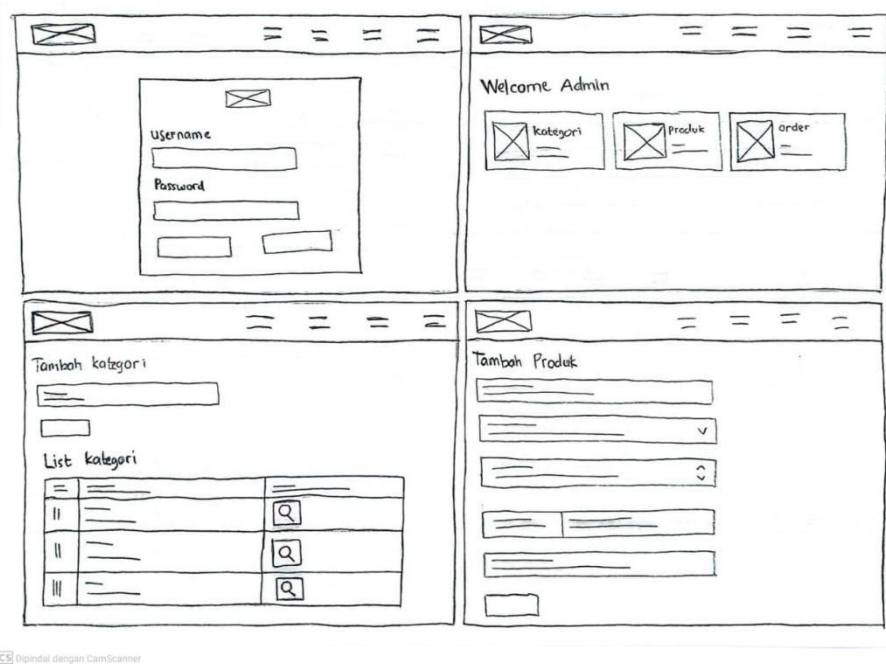 Username
Password
Welcome Admin
Kategori
Produk
order
Tambah kategori
List kategori
Tambah Produk
CS Dipindai dengan CamScanner